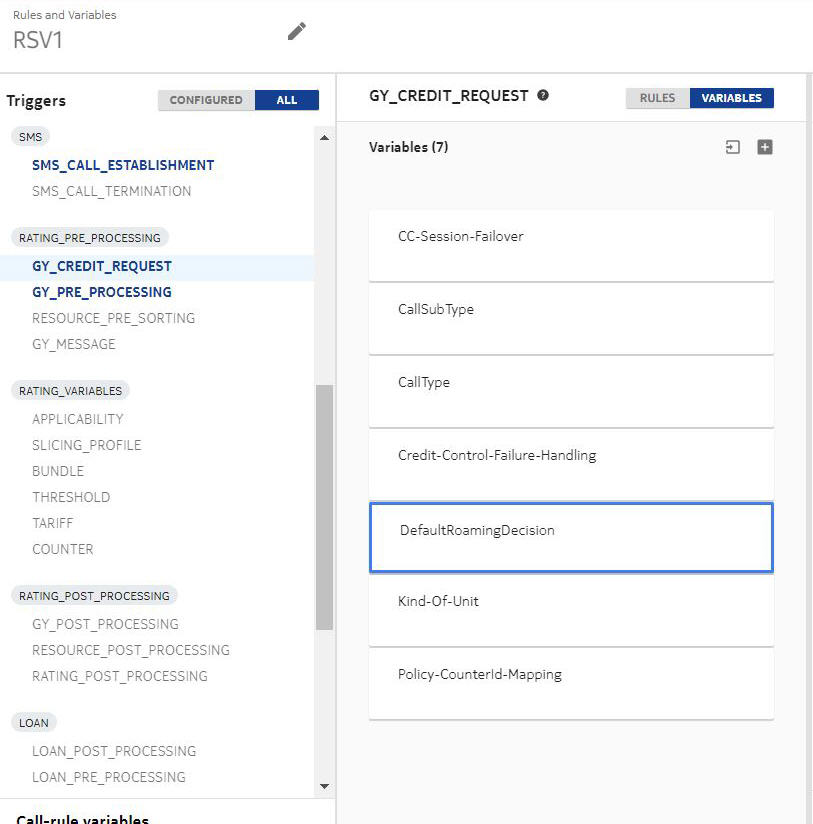 Rules and Variables
RSV1
Triggers
CONFIGURED ALL
SMS
SMS_CALL_ESTABLISHMENT
SMS_CALL_TERMINATION
RATING_PRE_PROCESSING
GY_CREDIT_REQUEST
GY_PRE_PROCESSING
RESOURCE_PRE_SORTING
GY_MESSAGE
RATING_VARIABLES
APPLICABILITY
SLICING_PROFILE
BUNDLE
THRESHOLD
TARIFF
COUNTER
RATING_POST_PROCESSING
GY_POST_PROCESSING
RESOURCE_POST_PROCESSING
RATING_POST_PROCESSING
LOAN
LOAN_POST_PROCESSING
LOAN_PRE_PROCESSING
Call-rule variables
GY_CREDIT_REQUEST ?
RULES VARIABLES
Variables (7)
CC-Session-Failover
CallSubType
CallType
Credit-Control-Failure-Handling
DefaultRoamingDecision
Kind-Of-Unit
Policy-CounterId-Mapping